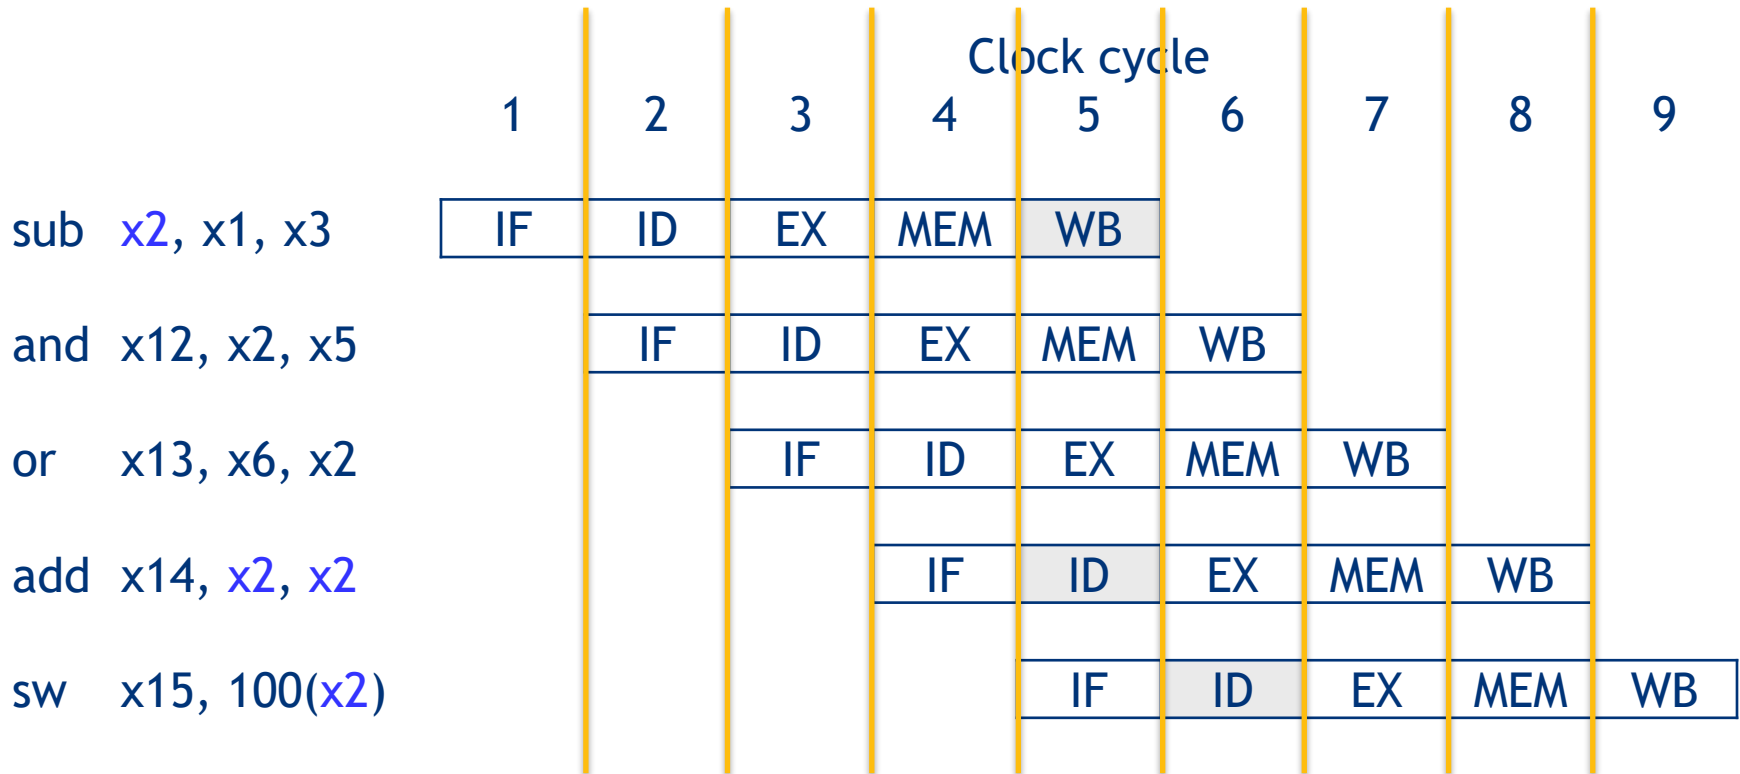 Clock cycle
1 2 3 4 5 6 7 8 9
sub x2, x1, x3 IF ID EX MEM WB
and x12, x2, x5 IF ID EX MEM WB
or x13, x6, x2 IF ID EX MEM WB
add x14, x2, x2 IF ID EX MEM WB
sw x15, 100(x2) IF ID EX MEM WB